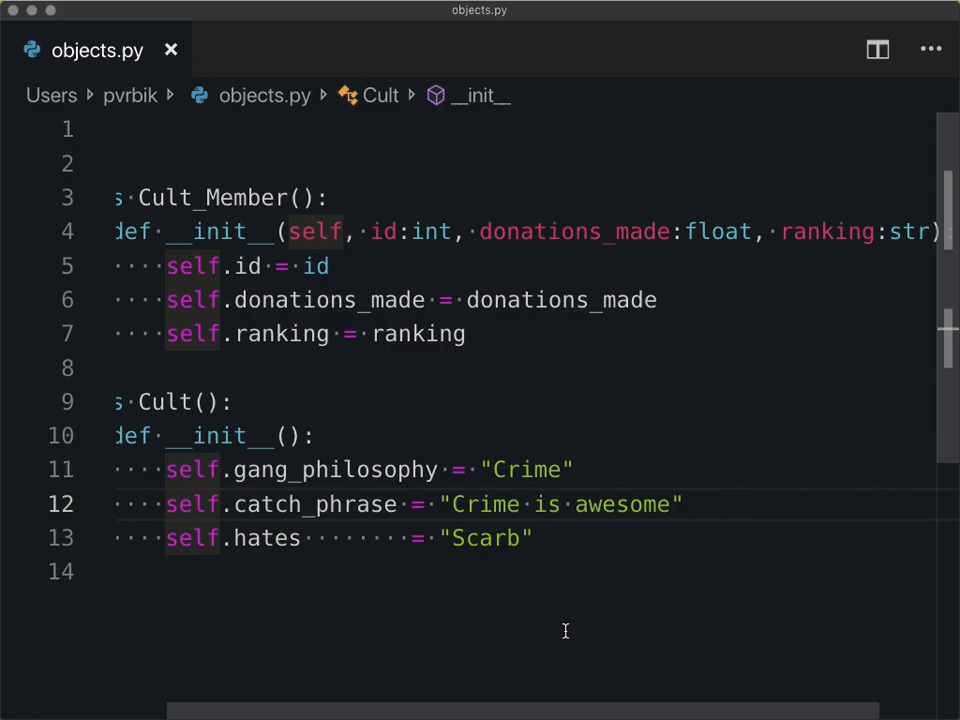 objects.py
objects.py
Users pvrbik objects.py Cult __init__
1
2
3 s Cult_Member():
4 def __init__(self, id:int, donations_made:float, ranking:str):
5 self.id = id
6 self.donations_made = donations_made
7 self.ranking = ranking
8
9 s Cult():
10 def __init__():
11 self.gang_philosophy = "Crime"
12 self.catch_phrase = "Crime is awesome"
13 self.hates = "Scarb"
14